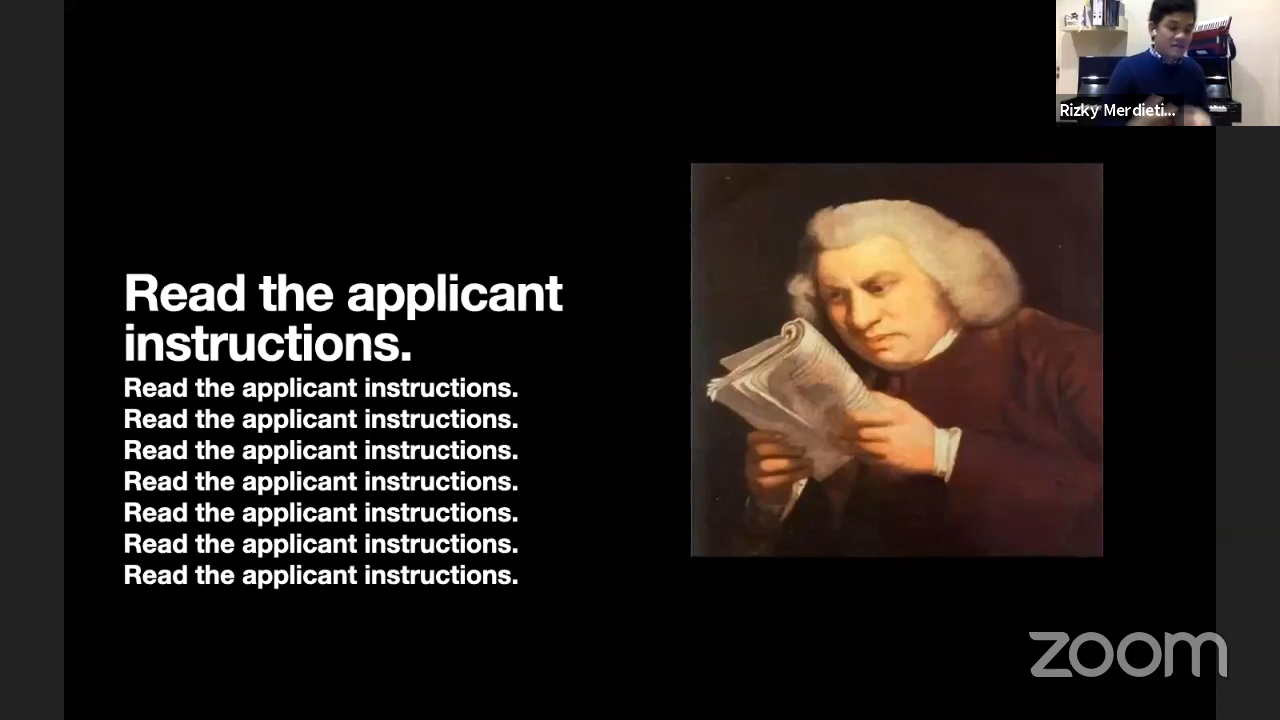 Rizky Merdieti...
Read the applicant
instructions.
Read the applicant instructions.
Read the applicant instructions.
Read the applicant instructions.
Read the applicant instructions.
Read the applicant instructions.
Read the applicant instructions.
Read the applicant instructions.
zoom